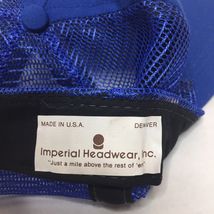 MADE IN U.S.A. DENVER
Imperial Headwear, Inc.
"Just a mile above the rest of 'em"